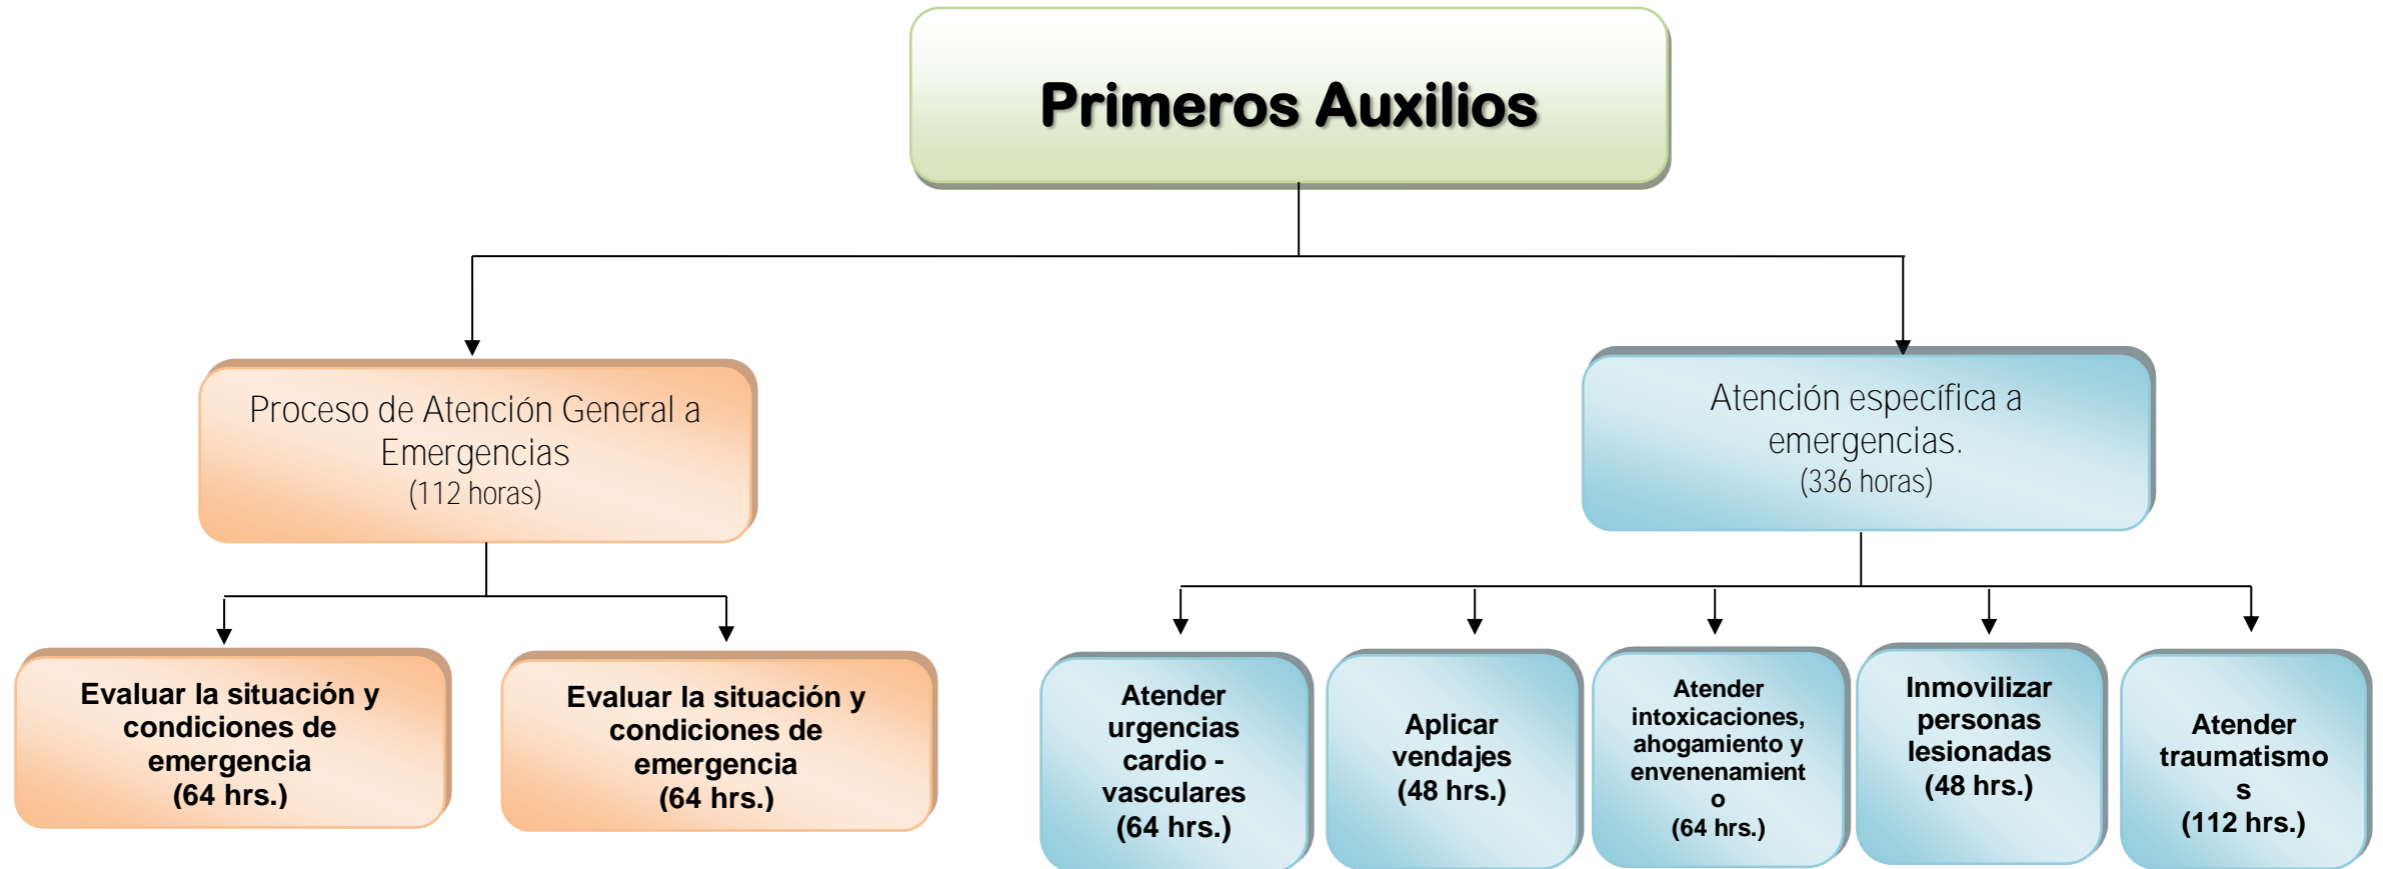 Primeros Auxilios
Proceso de Atención General a
Emergencias
(112 horas)
Atención específica a
emergencias.
(336 horas)
Evaluar la situación y
condiciones de
emergencia
(64 hrs.)
Evaluar la situación y
condiciones de
emergencia
(64 hrs.)
Atender
urgencias
cardio -
vasculares
(64 hrs.)
Aplicar
vendajes
(48 hrs.)
Atender
intoxicaciones,
ahogamiento y
envenenamient
o
(64 hrs.)
Inmovilizar
personas
lesionadas
(48 hrs.)
Atender
traumatismo
s
(112 hrs.)